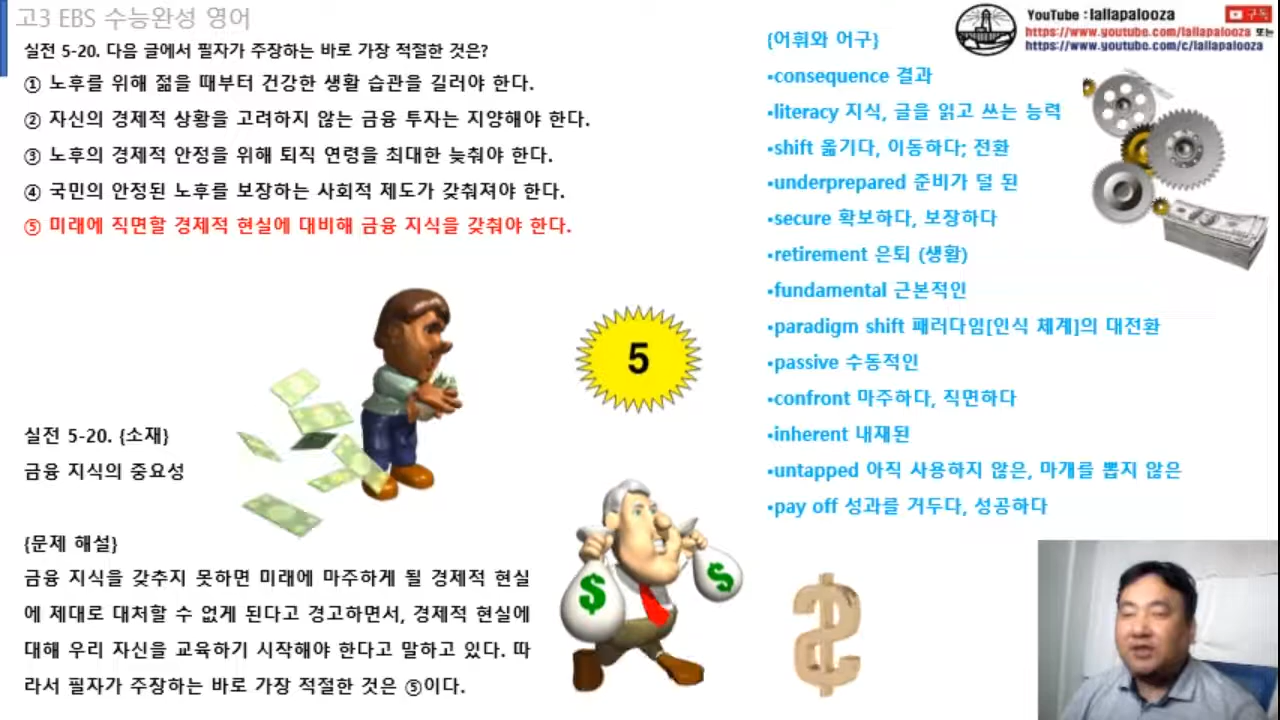 고3 EBS 수능완성 영어
실전 5-20. 다음 글에서 필자가 주장하는 바로 가장 적절한 것은?
① 노후를 위해 젊을 때부터 건강한 생활 습관을 길러야 한다.
② 자신의 경제적 상황을 고려하지 않는 금융 투자는 지양해야 한다.
③ 노후의 경제적 안정을 위해 퇴직 연령을 최대한 늦춰야 한다.
④ 국민의 안정된 노후를 보장하는 사회적 제도가 갖춰져야 한다.
⑤ 미래에 직면할 경제적 현실에 대비해 금융 지식을 갖춰야 한다.
5
실전 5-20. {소재}
금융 지식의 중요성
{문제 해설}
금융 지식을 갖추지 못하면 미래에 마주하게 될 경제적 현실
에 제대로 대처할 수 없게 된다고 경고하면서, 경제적 현실에
대해 우리 자신을 교육하기 시작해야 한다고 말하고 있다. 따
라서 필자가 주장하는 바로 가장 적절한 것은 ⑤이다.
{어휘와 어구}
•consequence 결과
•literacy 지식, 글을 읽고 쓰는 능력
•shift 옮기다, 이동하다; 전환
•underprepared 준비가 덜 된
•secure 확보하다, 보장하다
•retirement 은퇴 (생활)
•fundamental 근본적인
•paradigm shift 패러다임[인식 체계]의 대전환
•passive 수동적인
•confront 마주하다, 직면하다
•inherent 내재된
•untapped 아직 사용하지 않은, 마개를 뽑지 않은
•pay off 성과를 거두다, 성공하다
YouTube : lallapalooza
구독
https://www.youtube.com/lallapalooza 또는
https://www.youtube.com/c/lallapalooza
$
$
$